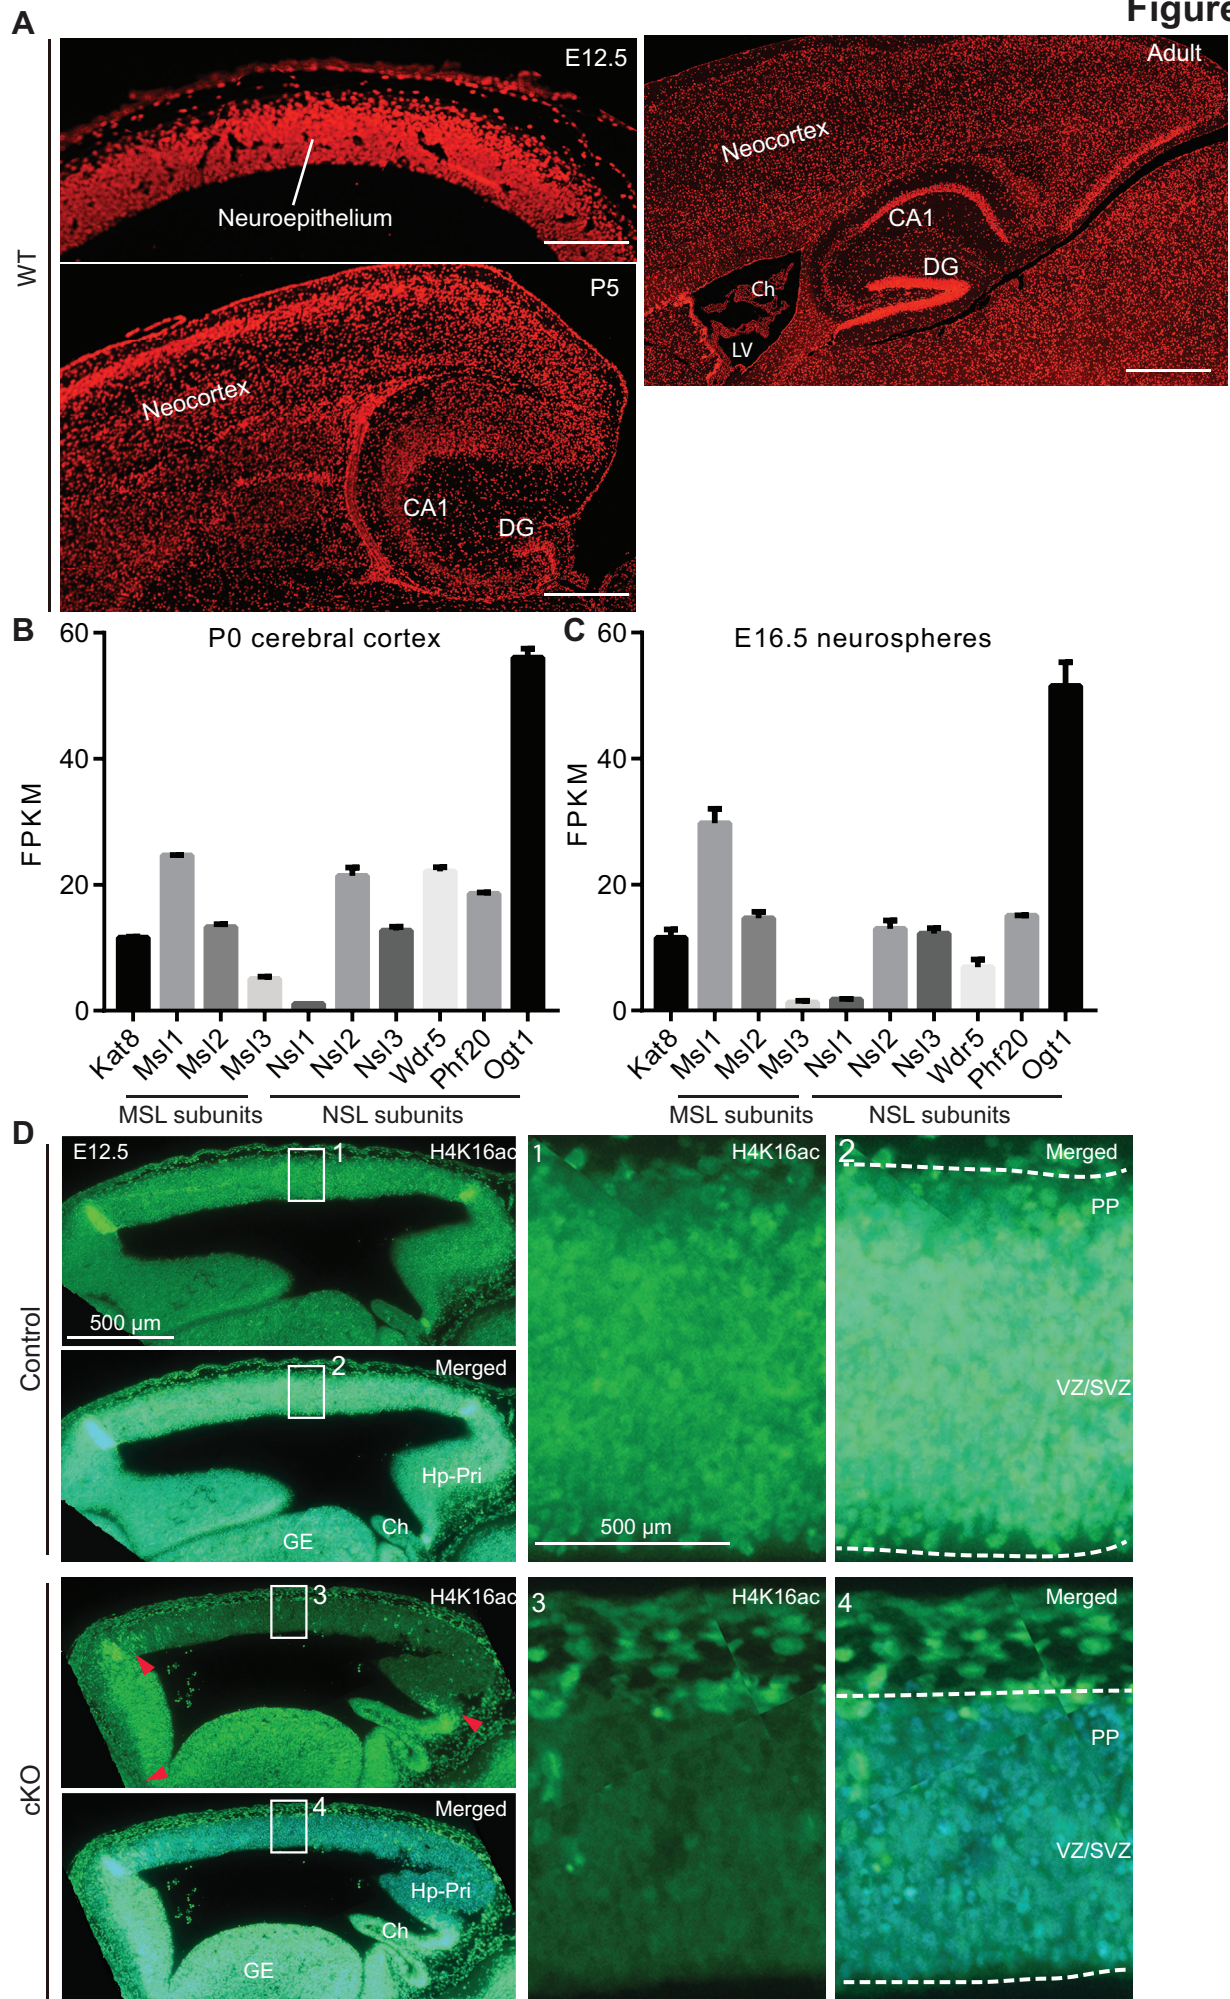 Figure
A
WT
E12.5
Neuroepithelium
P5
Neocortex
CA1
DG
Adult
Neocortex
CA1
DG
Ch
LV
B
P0 cerebral cortex
FPKM
60
40
20
0
Kat8
Msl1
Msl2
Msl3
Nsl1
Nsl2
Nsl3
Wdr5
Phf20
Ogt1
MSL subunits
NSL subunits
C
E16.5 neurospheres
FPKM
60
40
20
0
Kat8
Msl1
Msl2
Msl3
Nsl1
Nsl2
Nsl3
Wdr5
Phf20
Ogt1
MSL subunits
NSL subunits
D
Control
E12.5
1
H4K16ac
500 μm
2
Merged
Hp-Pri
Ch
GE
1
H4K16ac
500 μm
2
Merged
PP
VZ/SVZ
cKO
3
H4K16ac
4
Merged
Hp-Pri
Ch
GE
3
H4K16ac
4
Merged
PP
VZ/SVZ